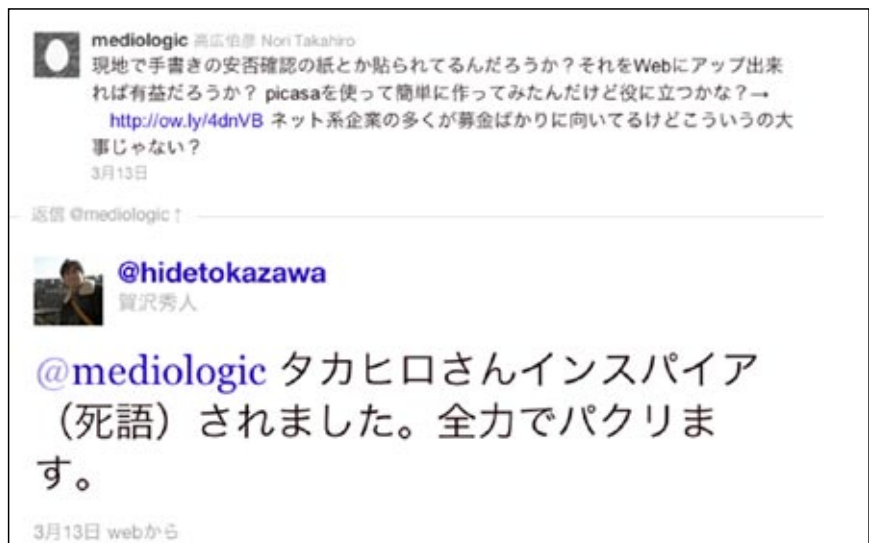 mediologic 高広伯彦 Nori Takahiro
現地で手書きの安否確認の紙とか貼られてるんだろうか？それをWebにアップ出来
れば有益だろうか？ picasaを使って簡単に作ってみたんだけど役に立つかな？→
http://ow.ly/4dnVB ネット系企業の多くが募金ばかりに向いてるけどこういうの大
事じゃない？
3月13日
返信 @mediologic↑
@hidetokazawa
賀沢秀人
@mediologic タカヒロさんインスパイア
（死語）されました。全力でパクリま
す。
3月13日 webから